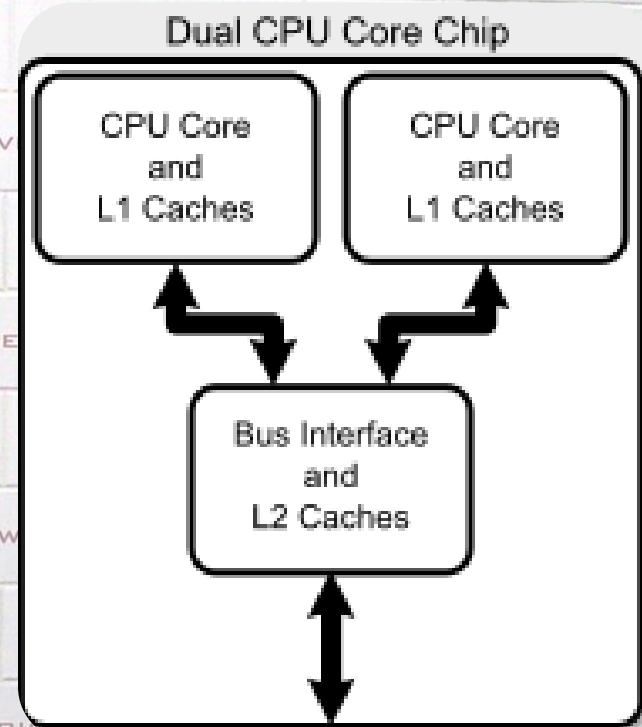 Dual CPU Core Chip
CPU Core
and
L1 Caches
CPU Core
and
L1 Caches
Bus Interface
and
L2 Caches